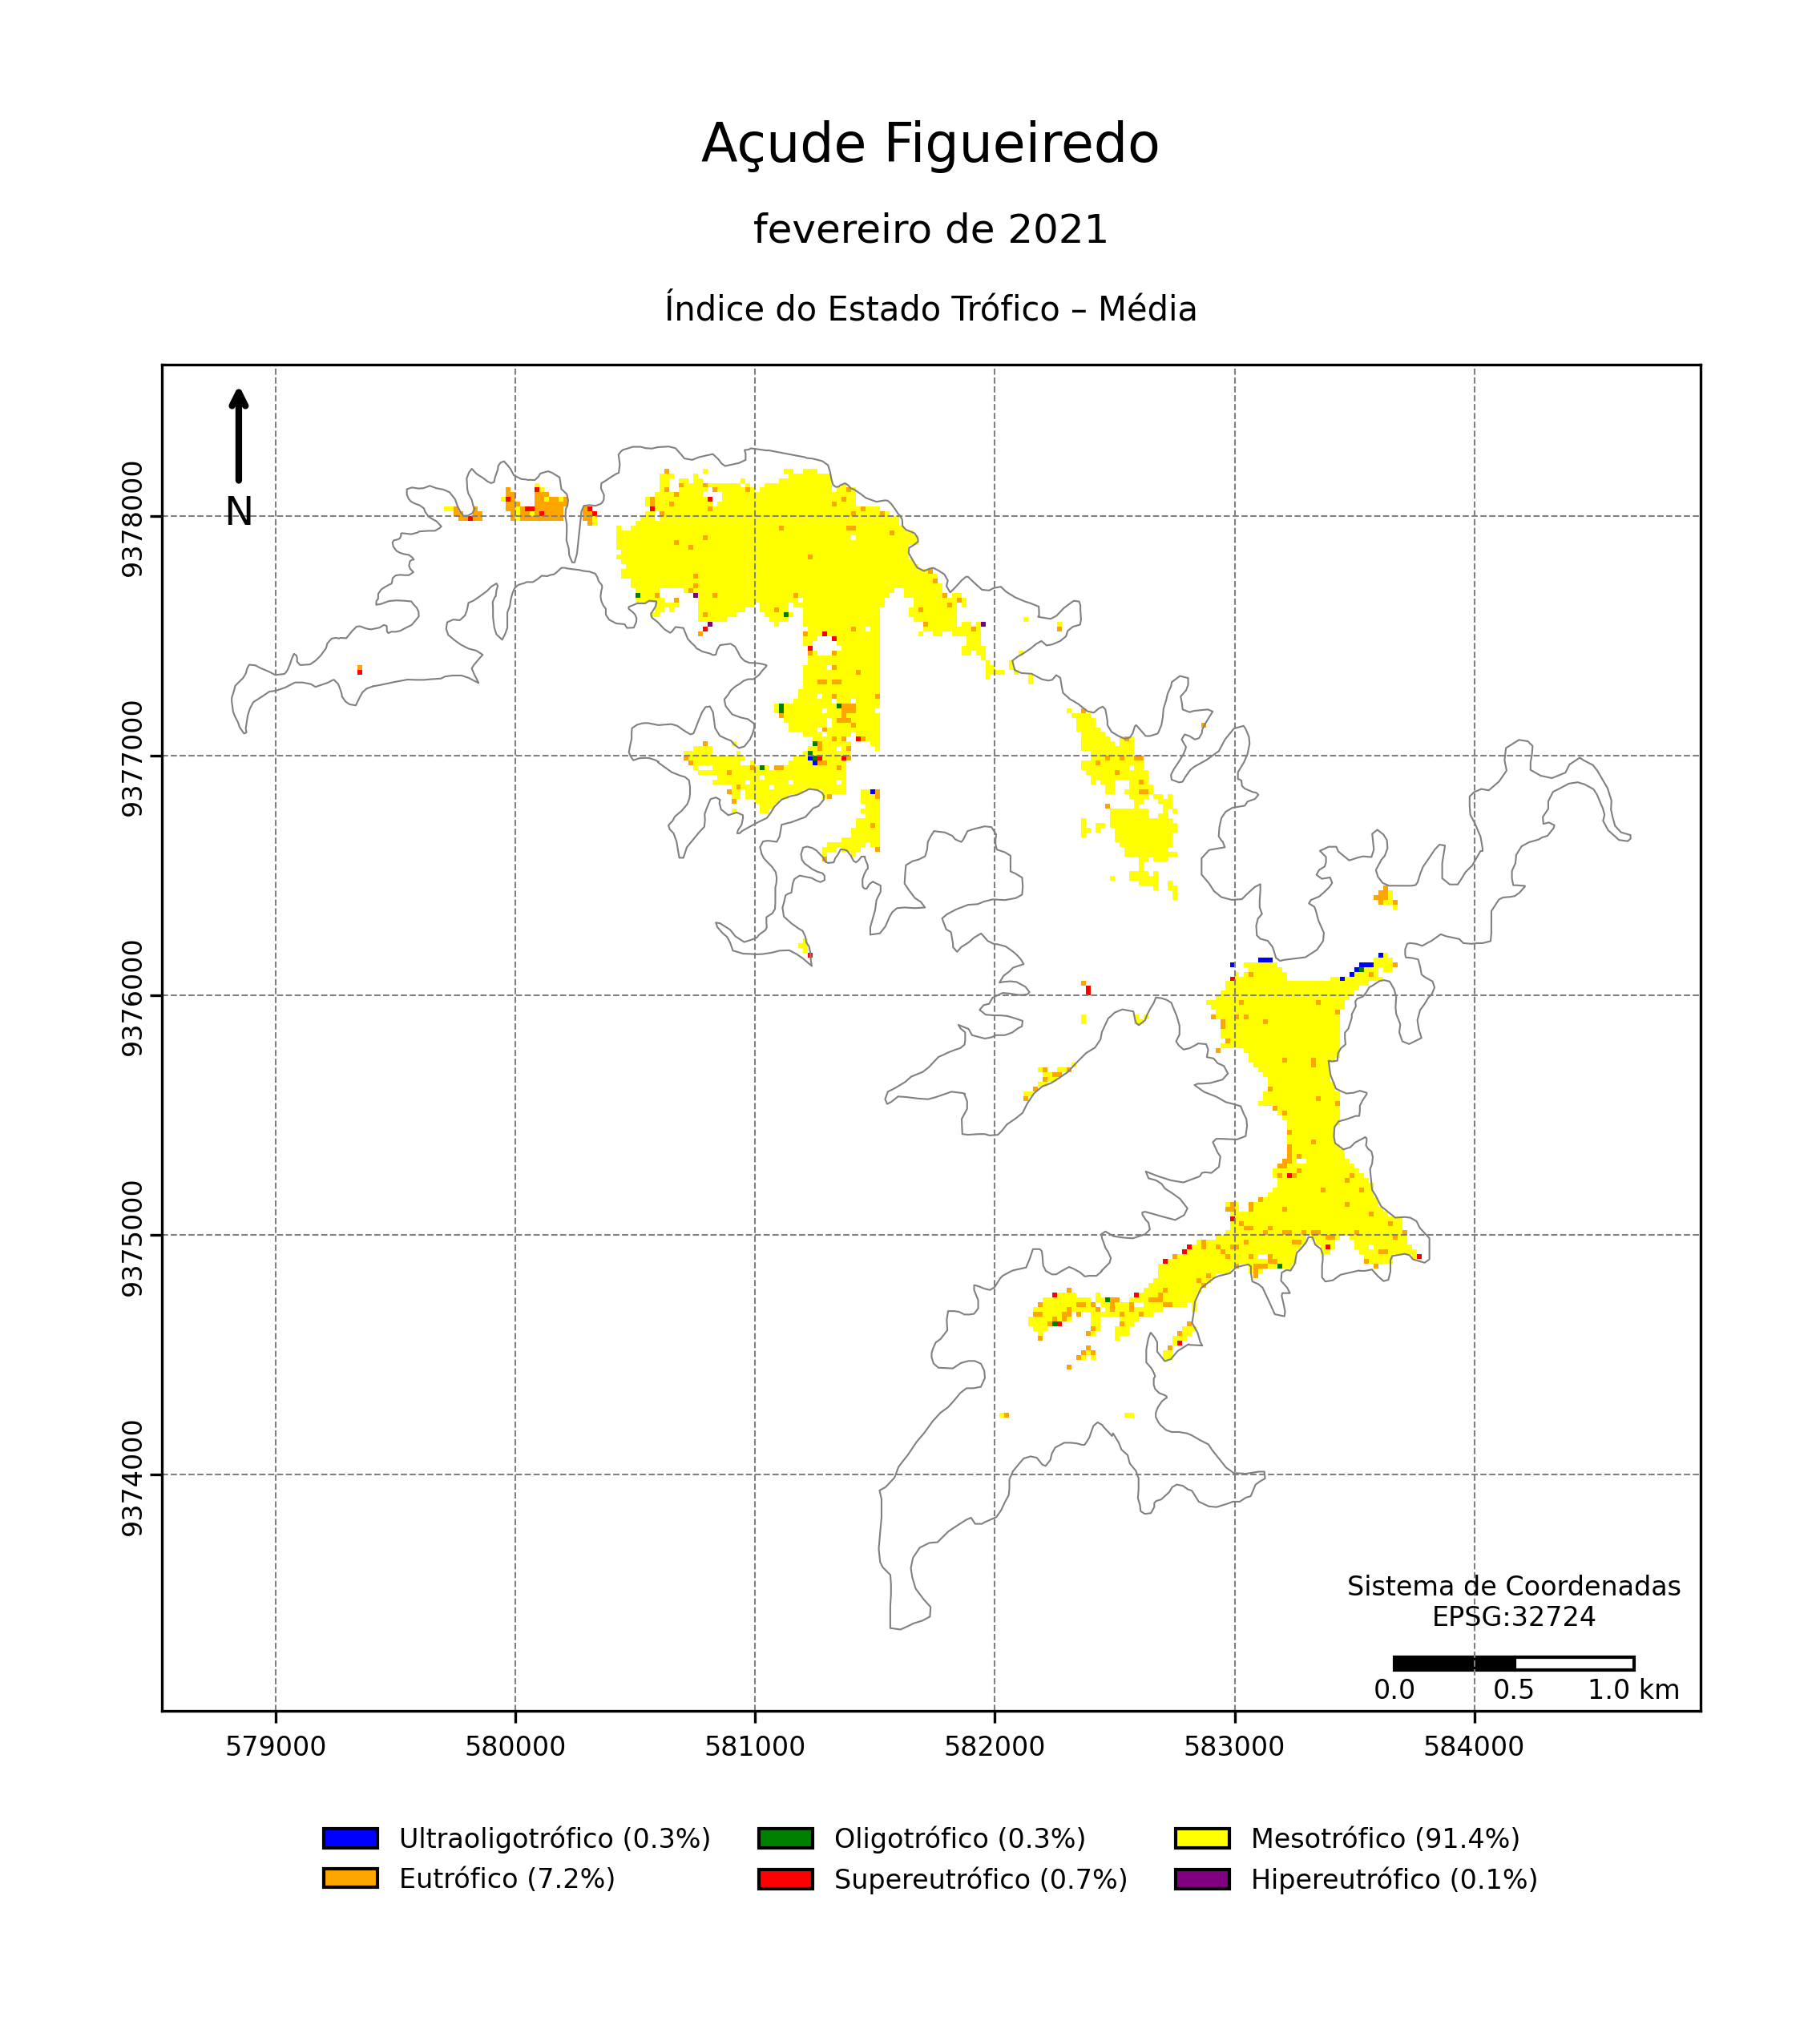 Açude Figueiredo
fevereiro de 2021
Índice do Estado Trófico – Média
N
9378000
9377000
9376000
9375000
9374000
Sistema de Coordenadas
EPSG:32724
0.0 0.5 1.0 km
579000 580000 581000 582000 583000 584000
Ultraoligotrófico (0.3%) Oligotrófico (0.3%) Mesotrófico (91.4%)
Eutrófico (7.2%) Supereutrófico (0.7%) Hipereutrófico (0.1%)